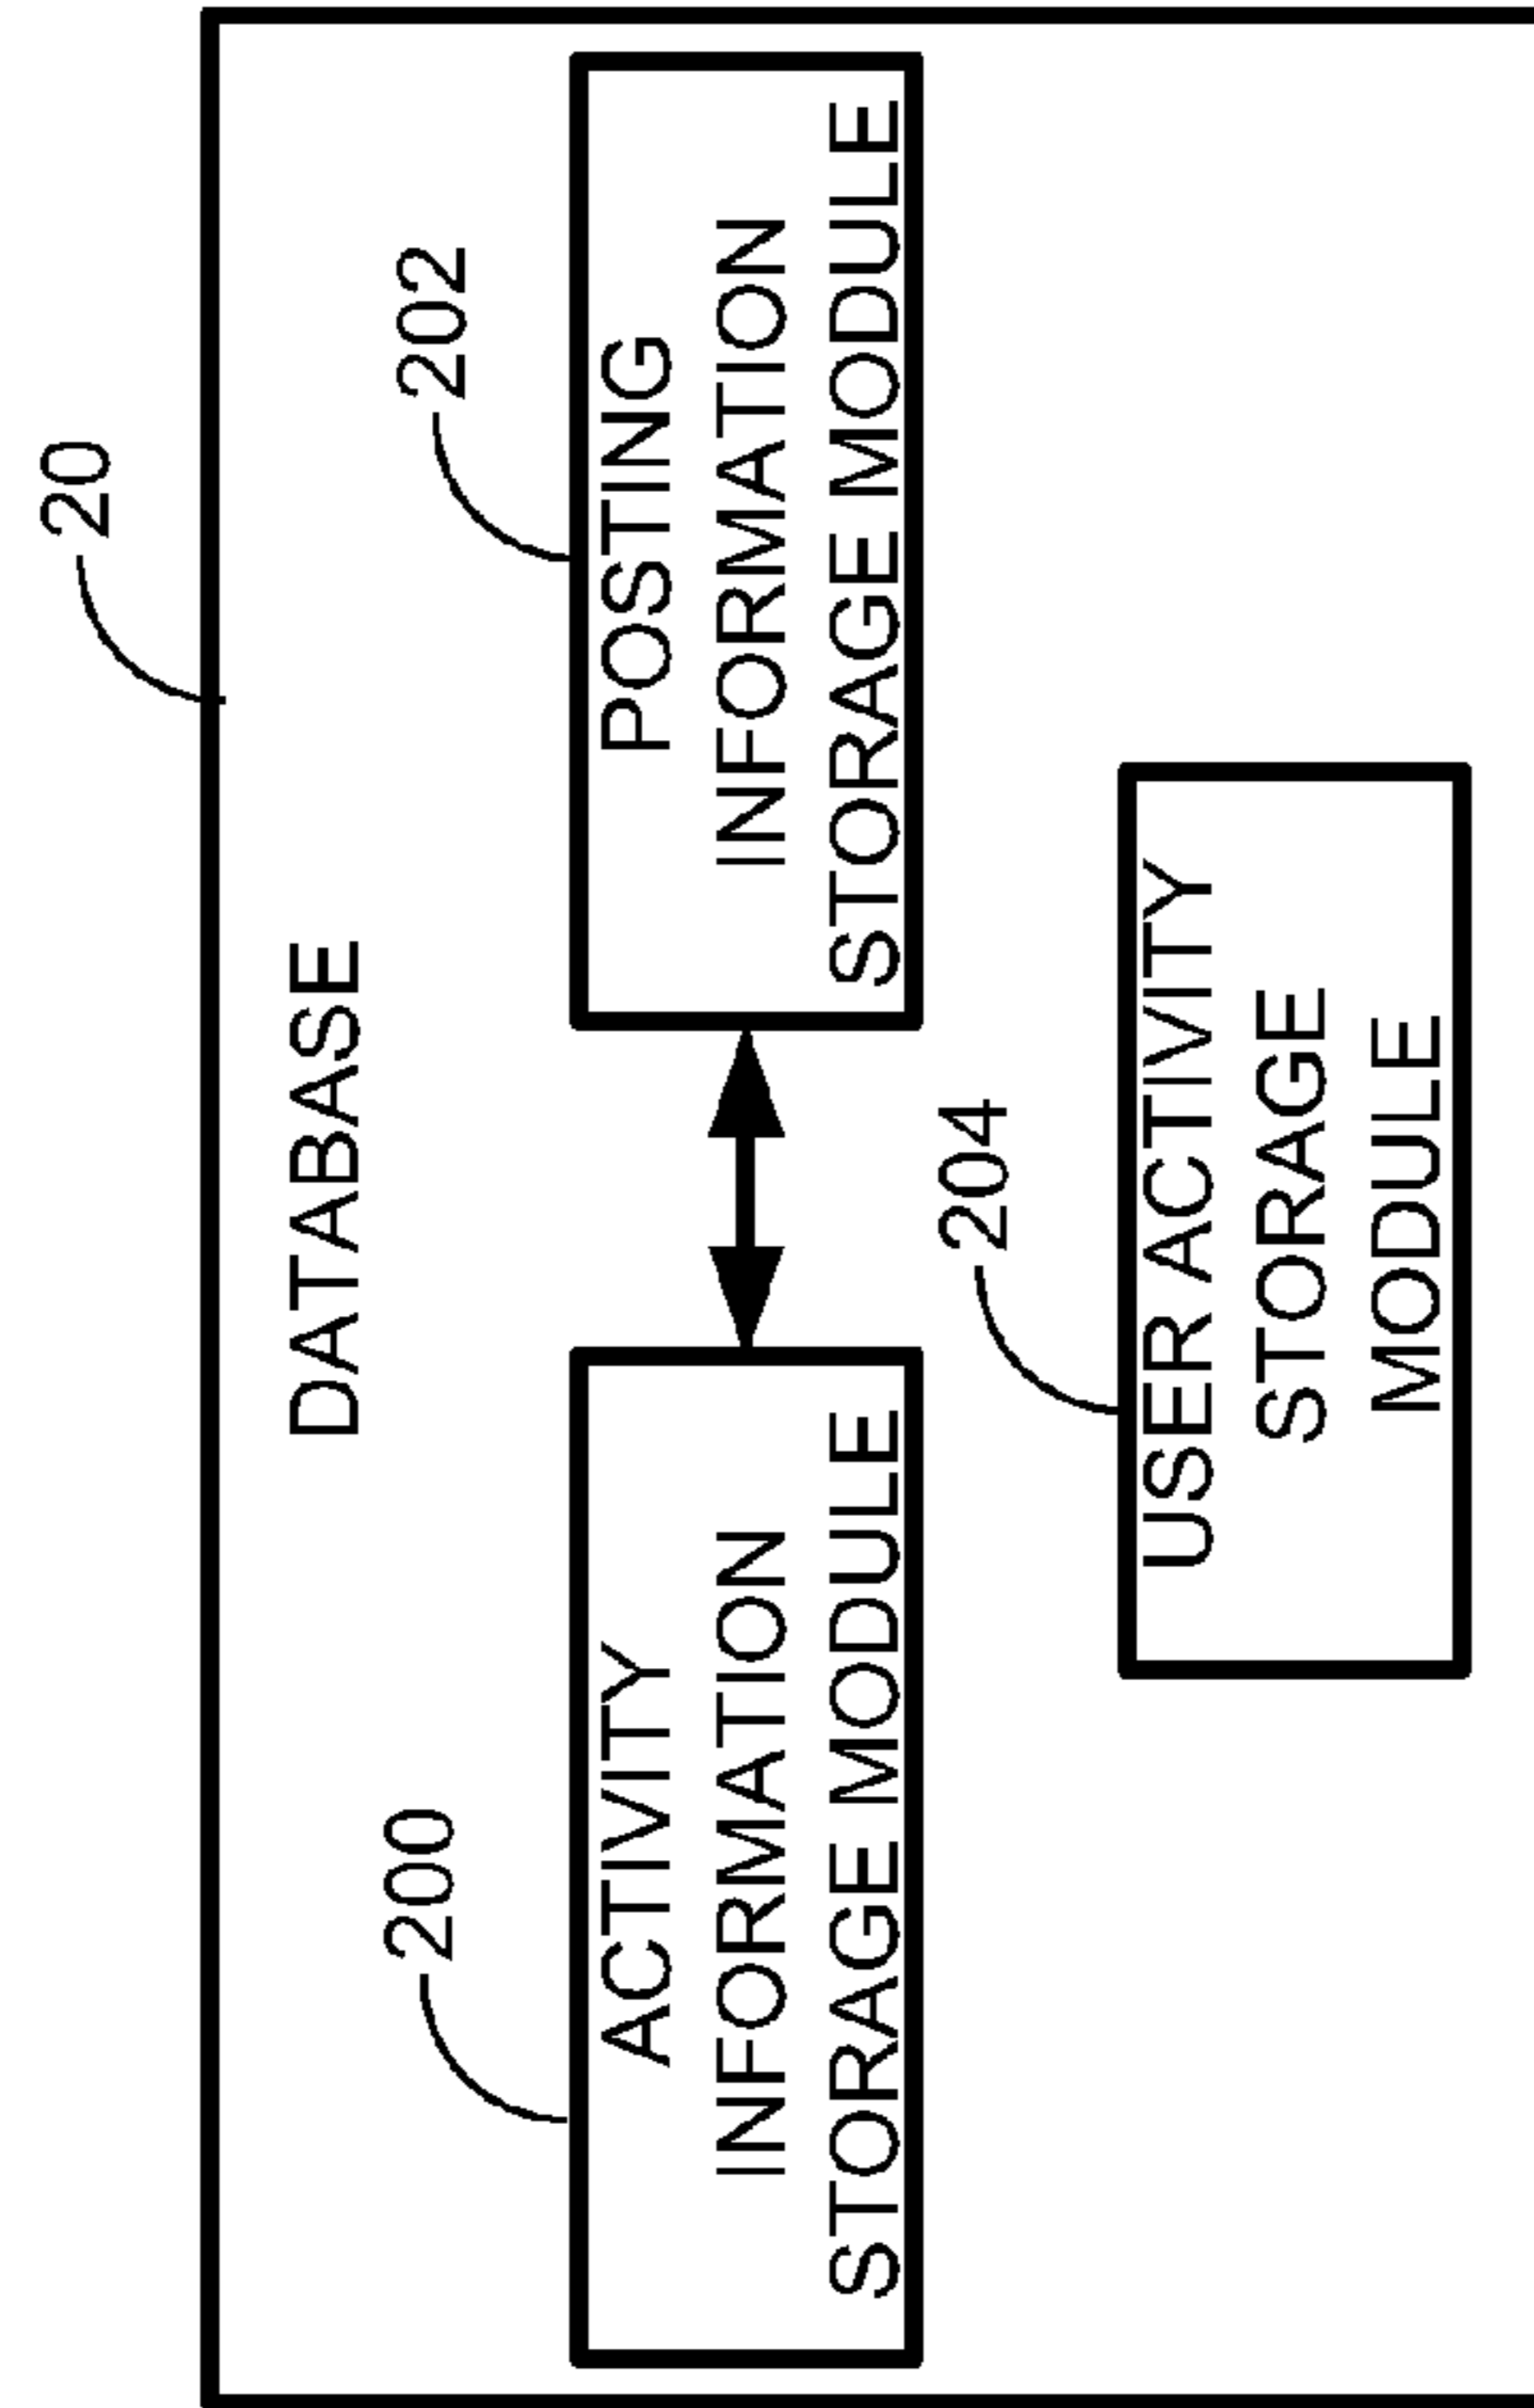 20
DATABASE
200
ACTIVITY
INFORMATION
STORAGE MODULE
202
POSTING
INFORMATION
STORAGE MODULE
204
USER ACTIVITY
STORAGE
MODULE